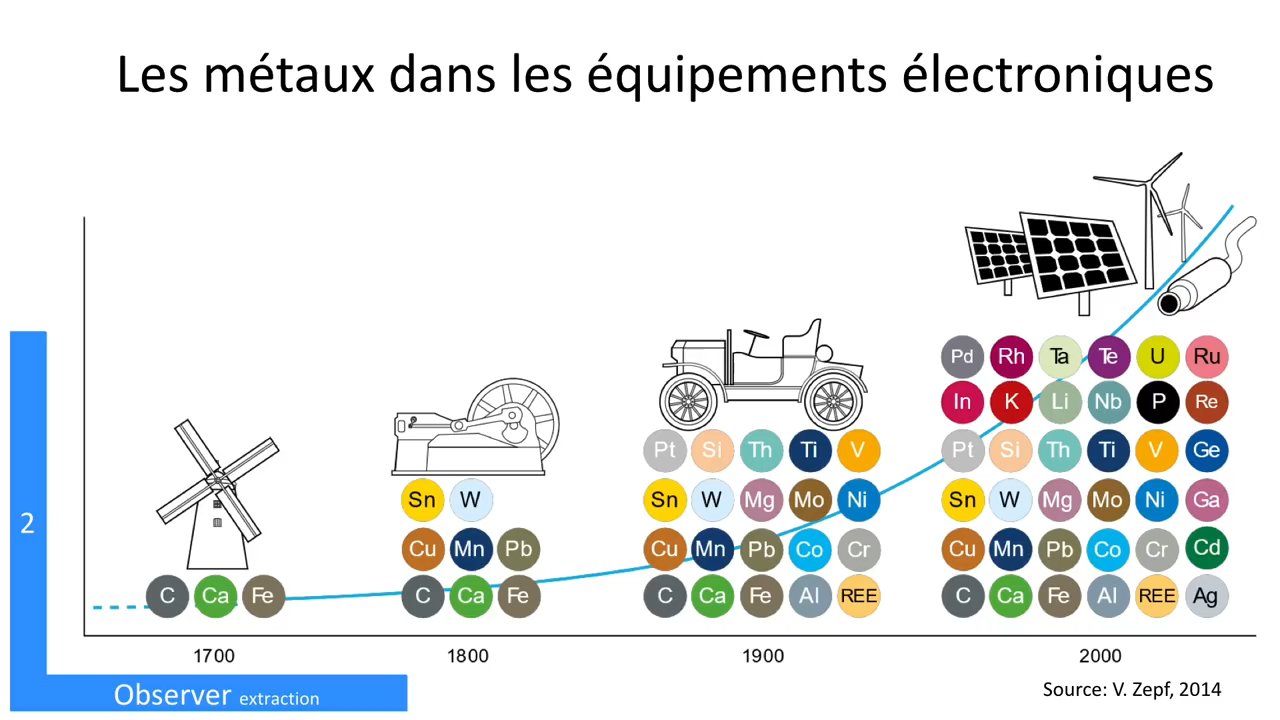 Les métaux dans les équipements électroniques
Pd Rh Ta Te U Ru
In K Li Nb P Re
Pt Si Th Ti V Pt Si Th Ti V Ge
Sn W Sn W Mg Mo Ni Sn W Mg Mo Ni Ga
Cu Mn Pb Cu Mn Pb Co Cr Cu Mn Pb Co Cr Cd
C Ca Fe C Ca Fe C Ca Fe Al REE C Ca Fe Al REE Ag
1700 1800 1900 2000
2
Observer extraction
Source: V. Zepf, 2014